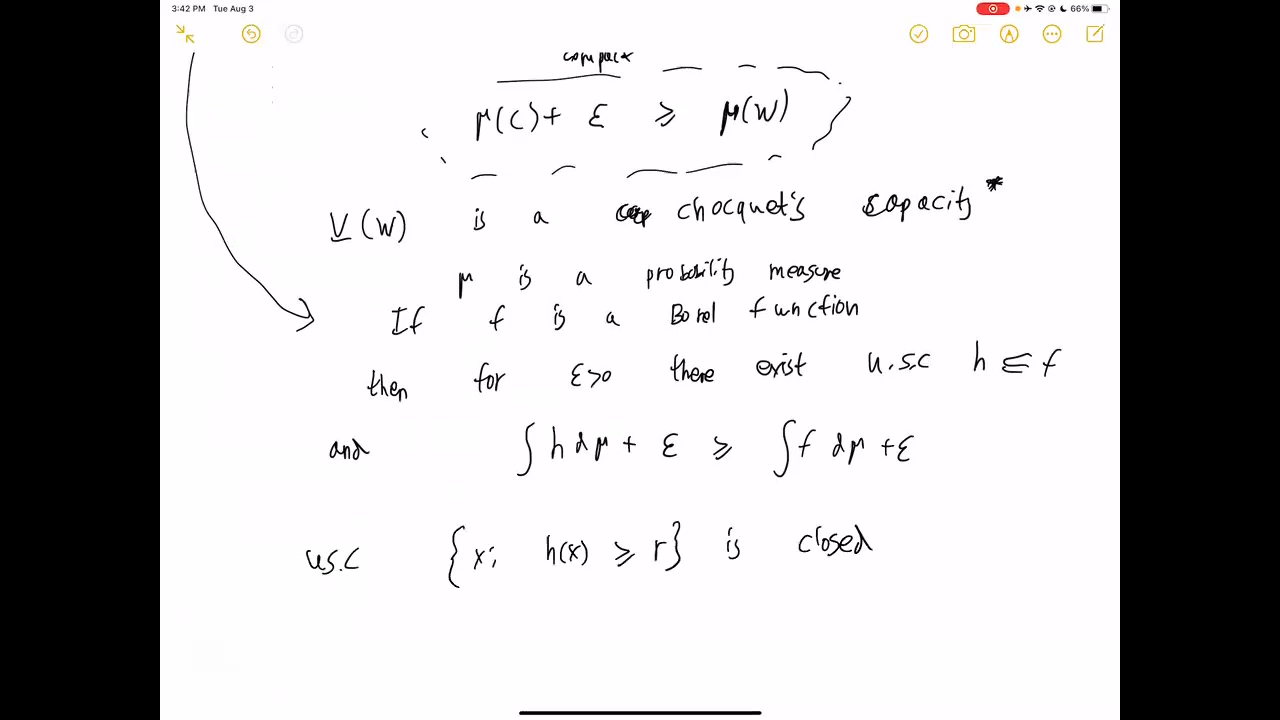 3:42 PM Tue Aug 3 66%
compact
μ(C) + ε ≥ μ(W)
V(W) is a chocquet's capacity*
μ is a probability measure
If f is a Borel function
then for ε>0 there exist u.s.c h ≤ f
and ∫ h dμ + ε ≥ ∫ f dμ + ε
u.s.c {x; h(x) ≥ r} is closed